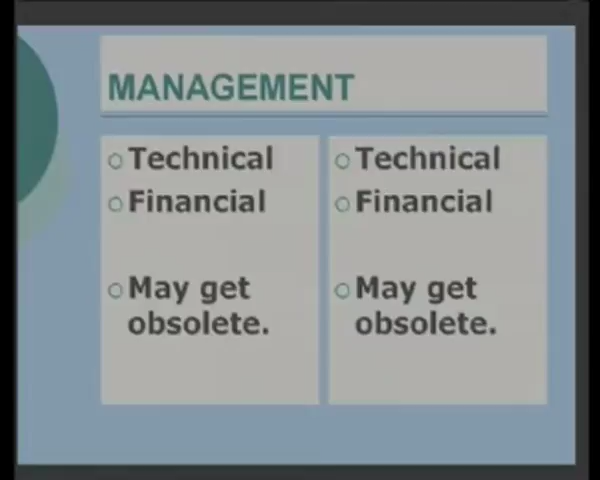 MANAGEMENT
Technical
Financial
May get
obsolete.
Technical
Financial
May get
obsolete.